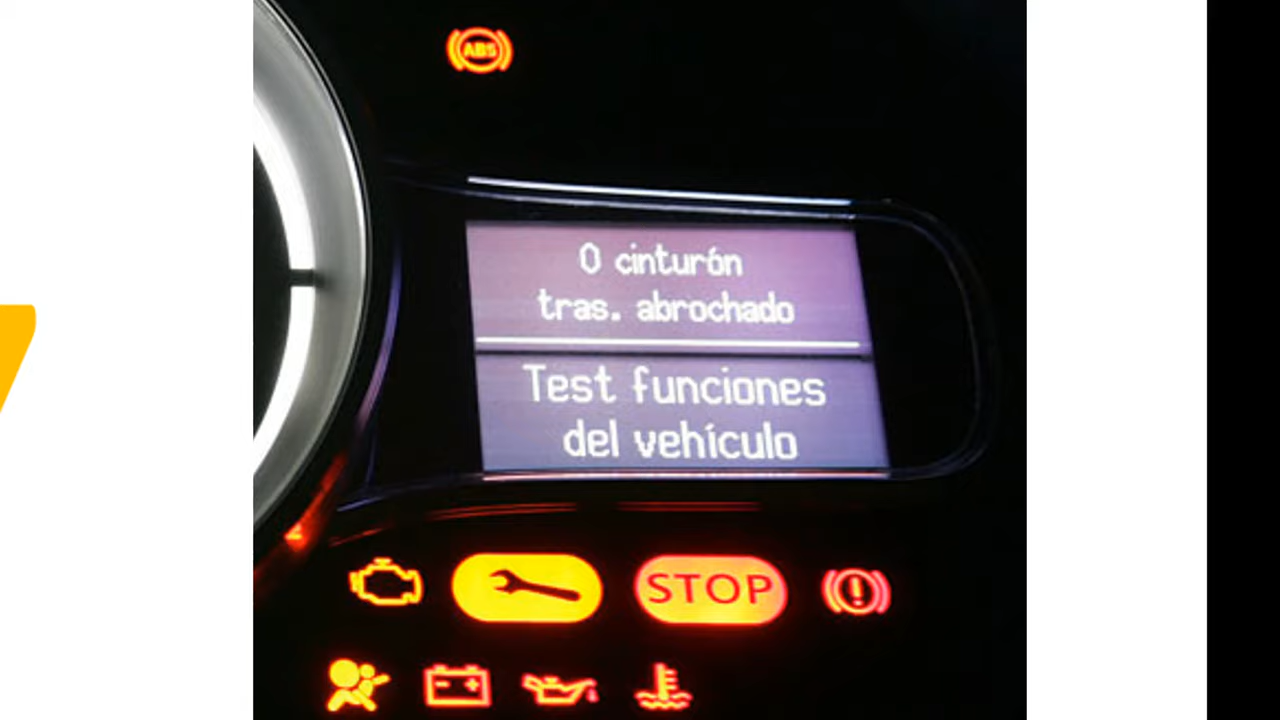 ABS
0 cinturón
tras. abrochado
Test funciones
del vehículo
STOP